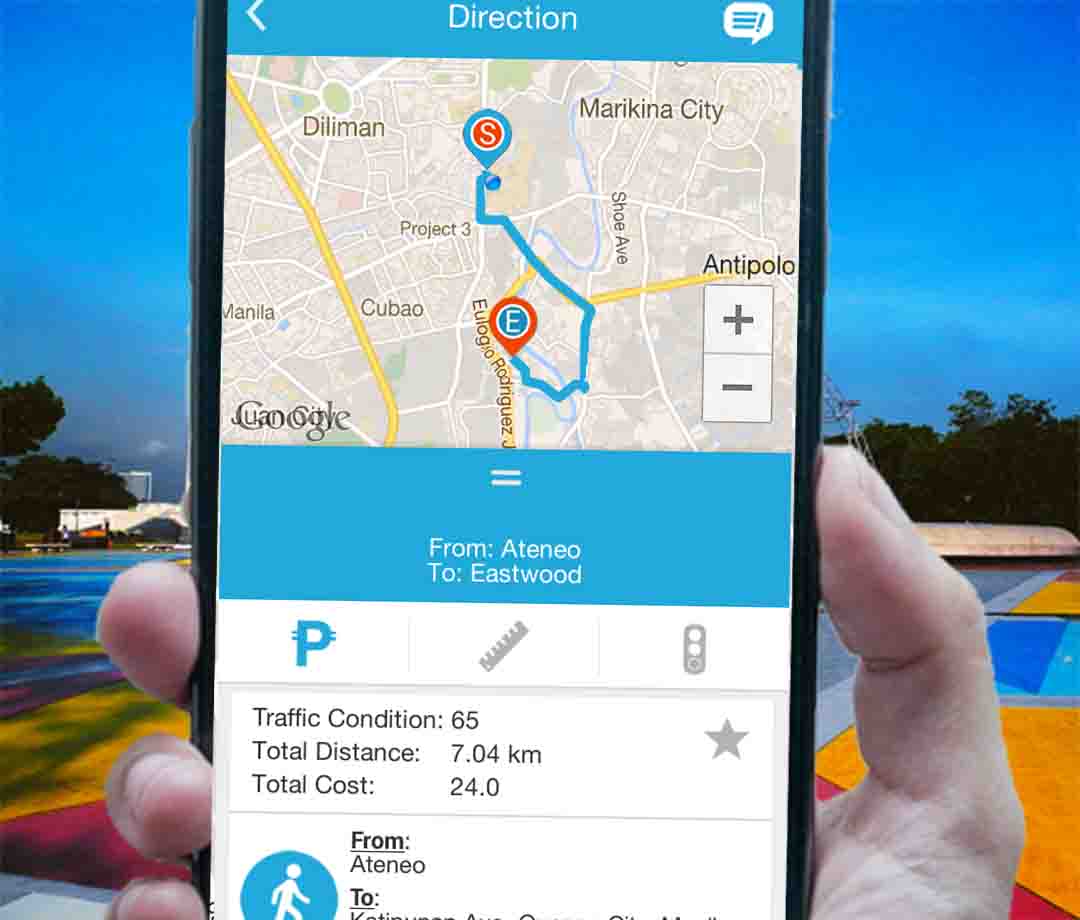 Direction
Marikina City
Diliman
S
Shoe Ave
Project 3
Antipolo
Manila
Cubao
Eulogio Rodriguez J
E
+
−
Juan City
Google
From: Ateneo
To: Eastwood
P
Traffic Condition: 65
Total Distance: 7.04 km
Total Cost: 24.0
From:
Ateneo
To:
Katipunan Ave, Quezon City